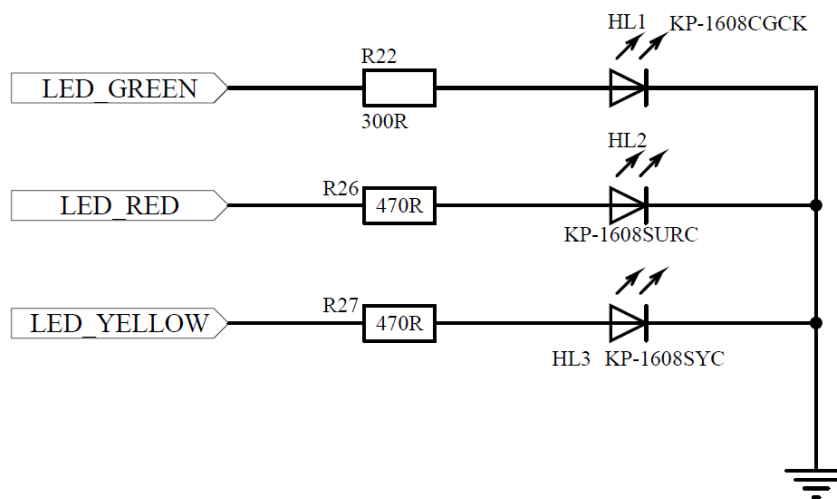 HL1 KP-1608CGCK
R22
LED_GREEN
300R
HL2
R26
LED_RED
470R
KP-1608SURC
R27
LED_YELLOW
470R
HL3 KP-1608SYC